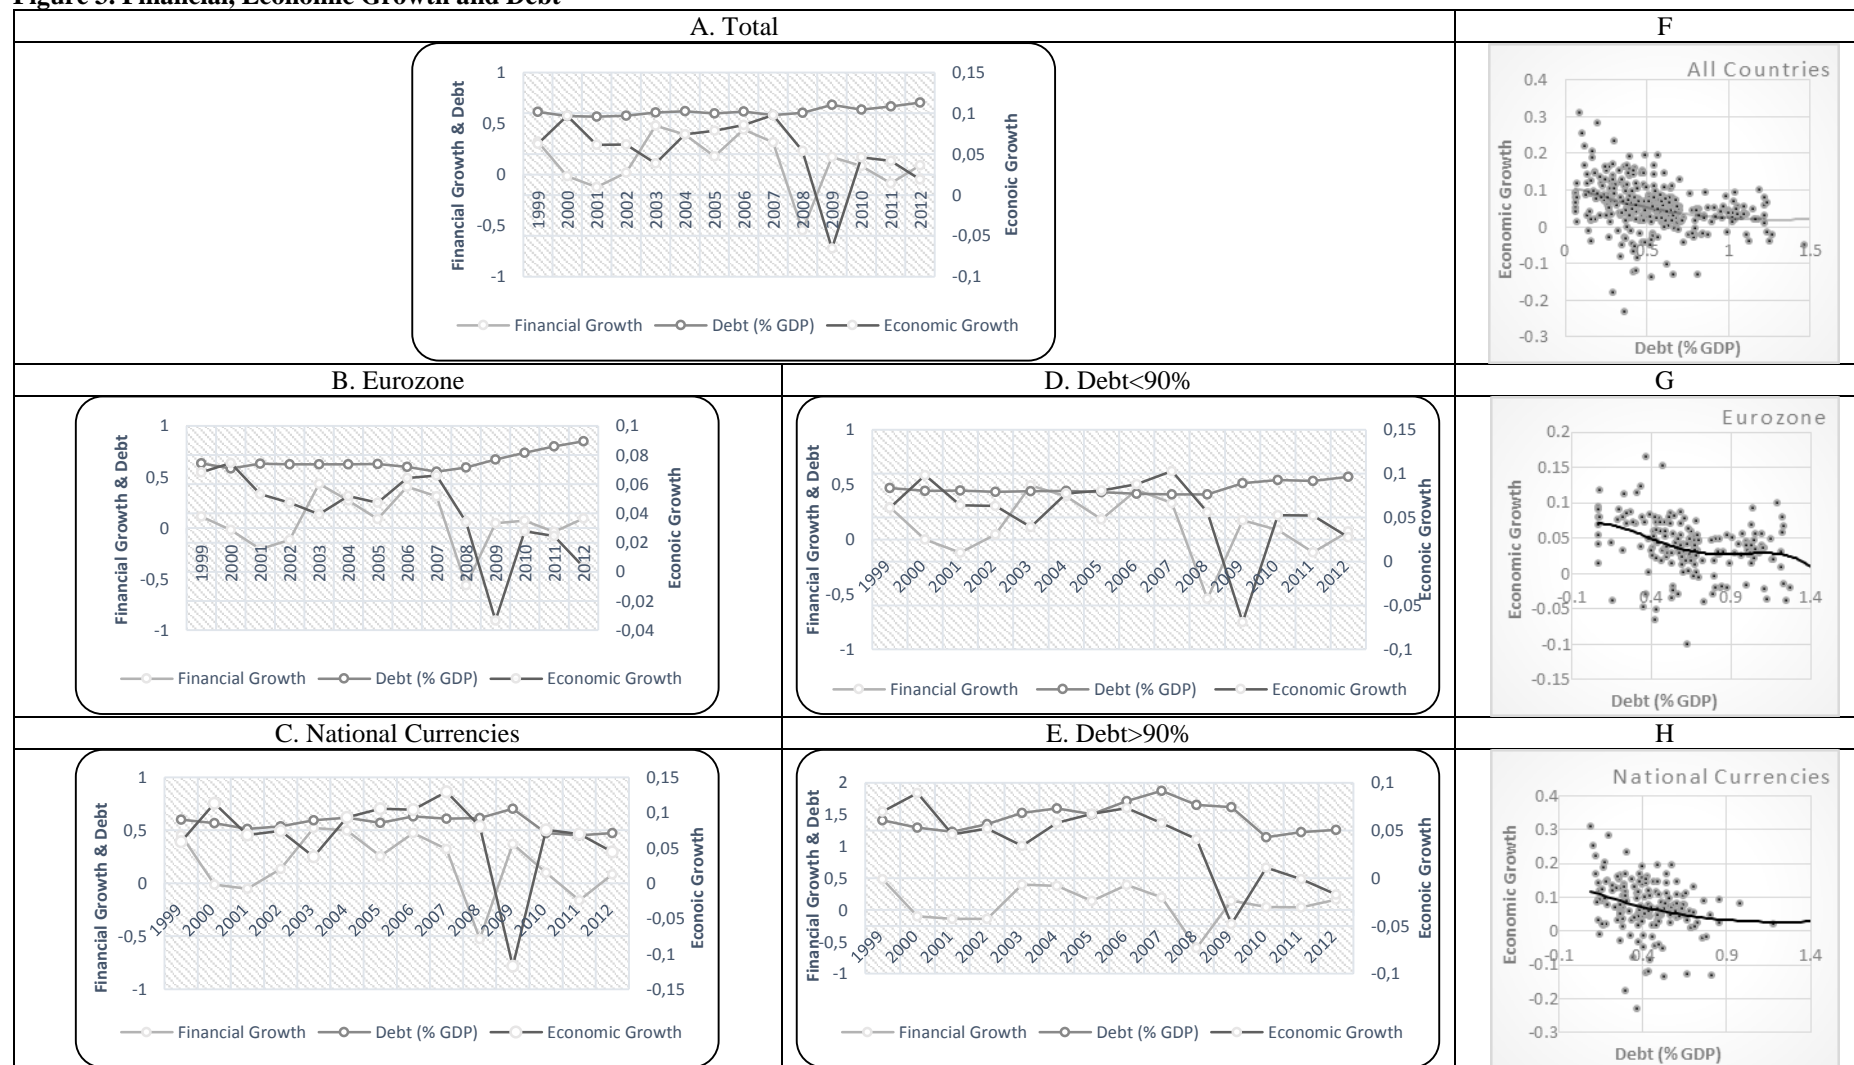 Figure 3. Financial, Economic Growth and Debt
A. Total
F
Financial Growth & Debt
1
0,5
0
-0,5
-1
1999 2000 2001 2002 2003 2004 2005 2006 2007 2008 2009 2010 2011 2012
0,15
0,1
0,05
0
-0,05
-0,1
Econoic Growth
Financial Growth Debt (% GDP) Economic Growth
All Countries
Economic Growth
0.4
0.3
0.2
0.1
0
-0.1
-0.2
-0.3
0 0.5 1 1.5
Debt (% GDP)
B. Eurozone
D. Debt<90%
G
Financial Growth & Debt
1
0,5
0
-0,5
-1
1999 2000 2001 2002 2003 2004 2005 2006 2007 2008 2009 2010 2011 2012
0,1
0,08
0,06
0,04
0,02
0
-0,02
-0,04
Econoic Growth
Financial Growth Debt (% GDP) Economic Growth
Financial Growth & Debt
1
0,5
0
-0,5
-1
1999 2000 2001 2002 2003 2004 2005 2006 2007 2008 2009 2010 2011 2012
0,15
0,1
0,05
0
-0,05
-0,1
Econoic Growth
Financial Growth Debt (% GDP) Economic Growth
Eurozone
Economic Growth
0.2
0.15
0.1
0.05
0
-0.05
-0.1
-0.15
-0.1 0.4 0.9 1.4
Debt (% GDP)
C. National Currencies
E. Debt>90%
H
Financial Growth & Debt
1
0,5
0
-0,5
-1
1999 2000 2001 2002 2003 2004 2005 2006 2007 2008 2009 2010 2011 2012
0,15
0,1
0,05
0
-0,05
-0,1
-0,15
Econoic Growth
Financial Growth Debt (% GDP) Economic Growth
Financial Growth & Debt
2
1,5
1
0,5
0
-0,5
-1
1999 2000 2001 2002 2003 2004 2005 2006 2007 2008 2009 2010 2011 2012
0,1
0,05
0
-0,05
-0,1
Econoic Growth
Financial Growth Debt (% GDP) Economic Growth
National Currencies
Economic Growth
0.4
0.3
0.2
0.1
0
-0.1
-0.2
-0.3
-0.1 0.4 0.9 1.4
Debt (% GDP)